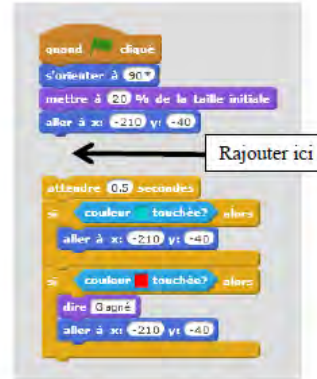 quand cliqué
s'orienter à 90
mettre à 20 % de la taille initiale
aller à x: -210 y: -40
Rajouter ici
attendre 0.5 secondes
si couleur touchée? alors
aller à x: -210 y: -40
si couleur touchée? alors
dire Gagné
aller à x: -210 y: -40